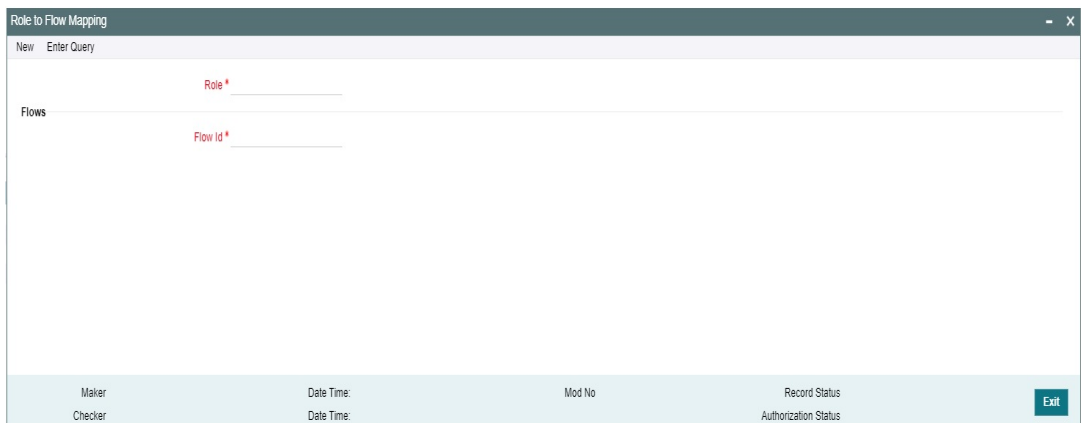 Role to Flow Mapping - X
New Enter Query
Role *
Flows
Flow Id *
Maker Date Time: Mod No Record Status Exit
Checker Date Time: Authorization Status